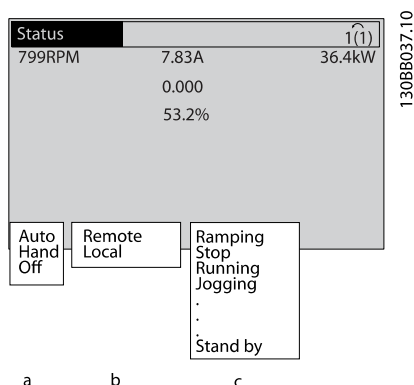 Status 1(1)
799RPM 7.83A 36.4kW
0.000
53.2%
Auto
Hand
Off
Remote
Local
Ramping
Stop
Running
Jogging
.
.
.
Stand by
a b c
130BB037.10